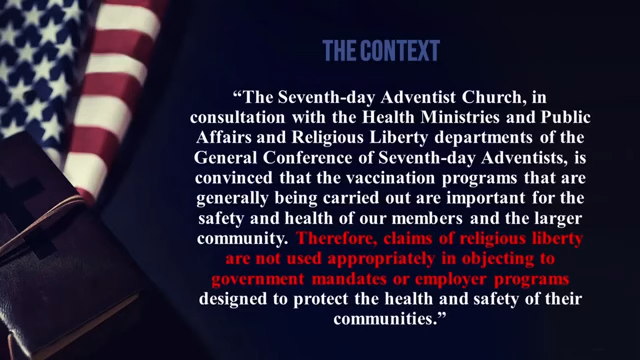 THE CONTEXT
“The Seventh-day Adventist Church, in
consultation with the Health Ministries and Public
Affairs and Religious Liberty departments of the
General Conference of Seventh-day Adventists, is
convinced that the vaccination programs that are
generally being carried out are important for the
safety and health of our members and the larger
community. Therefore, claims of religious liberty
are not used appropriately in objecting to
government mandates or employer programs
designed to protect the health and safety of their
communities.”